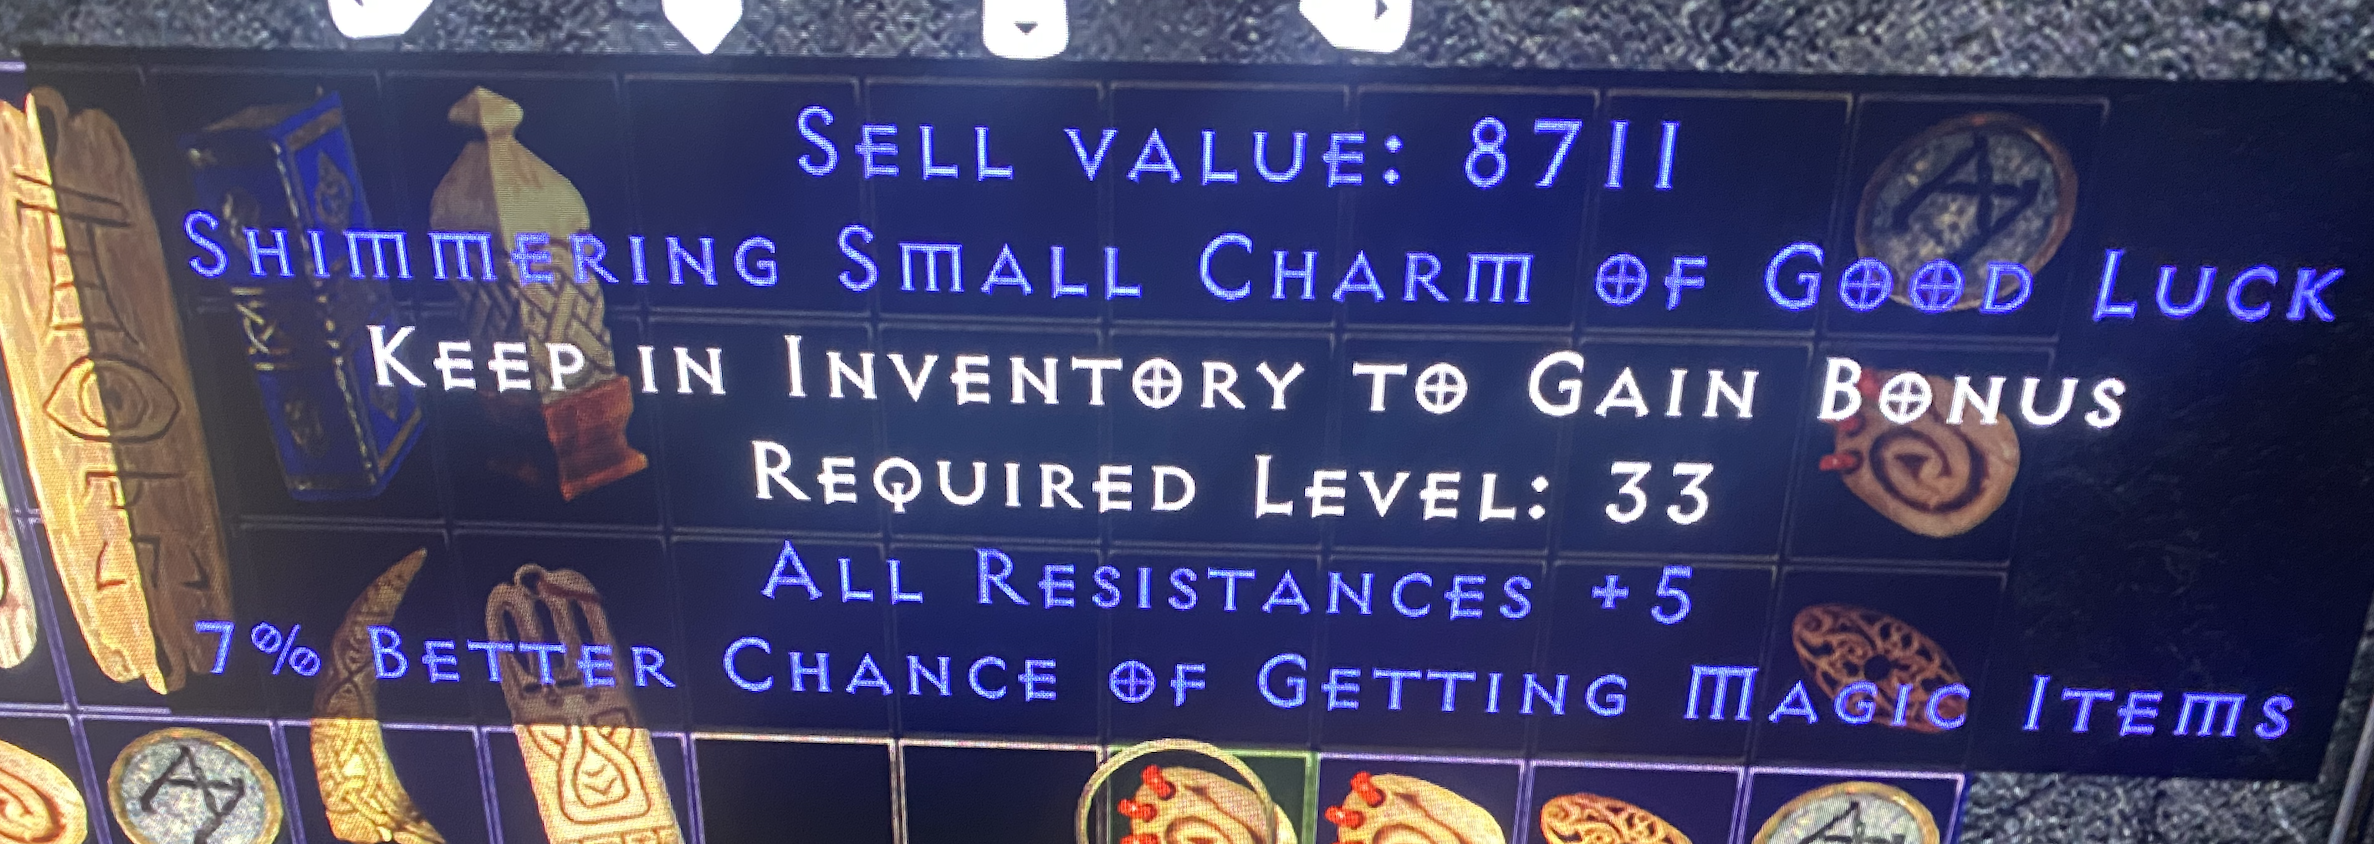 Sell value: 8711
Shimmering Small Charm of Good Luck
Keep in Inventory to Gain Bonus
Required Level: 33
All Resistances +5
7% Better Chance of Getting Magic Items